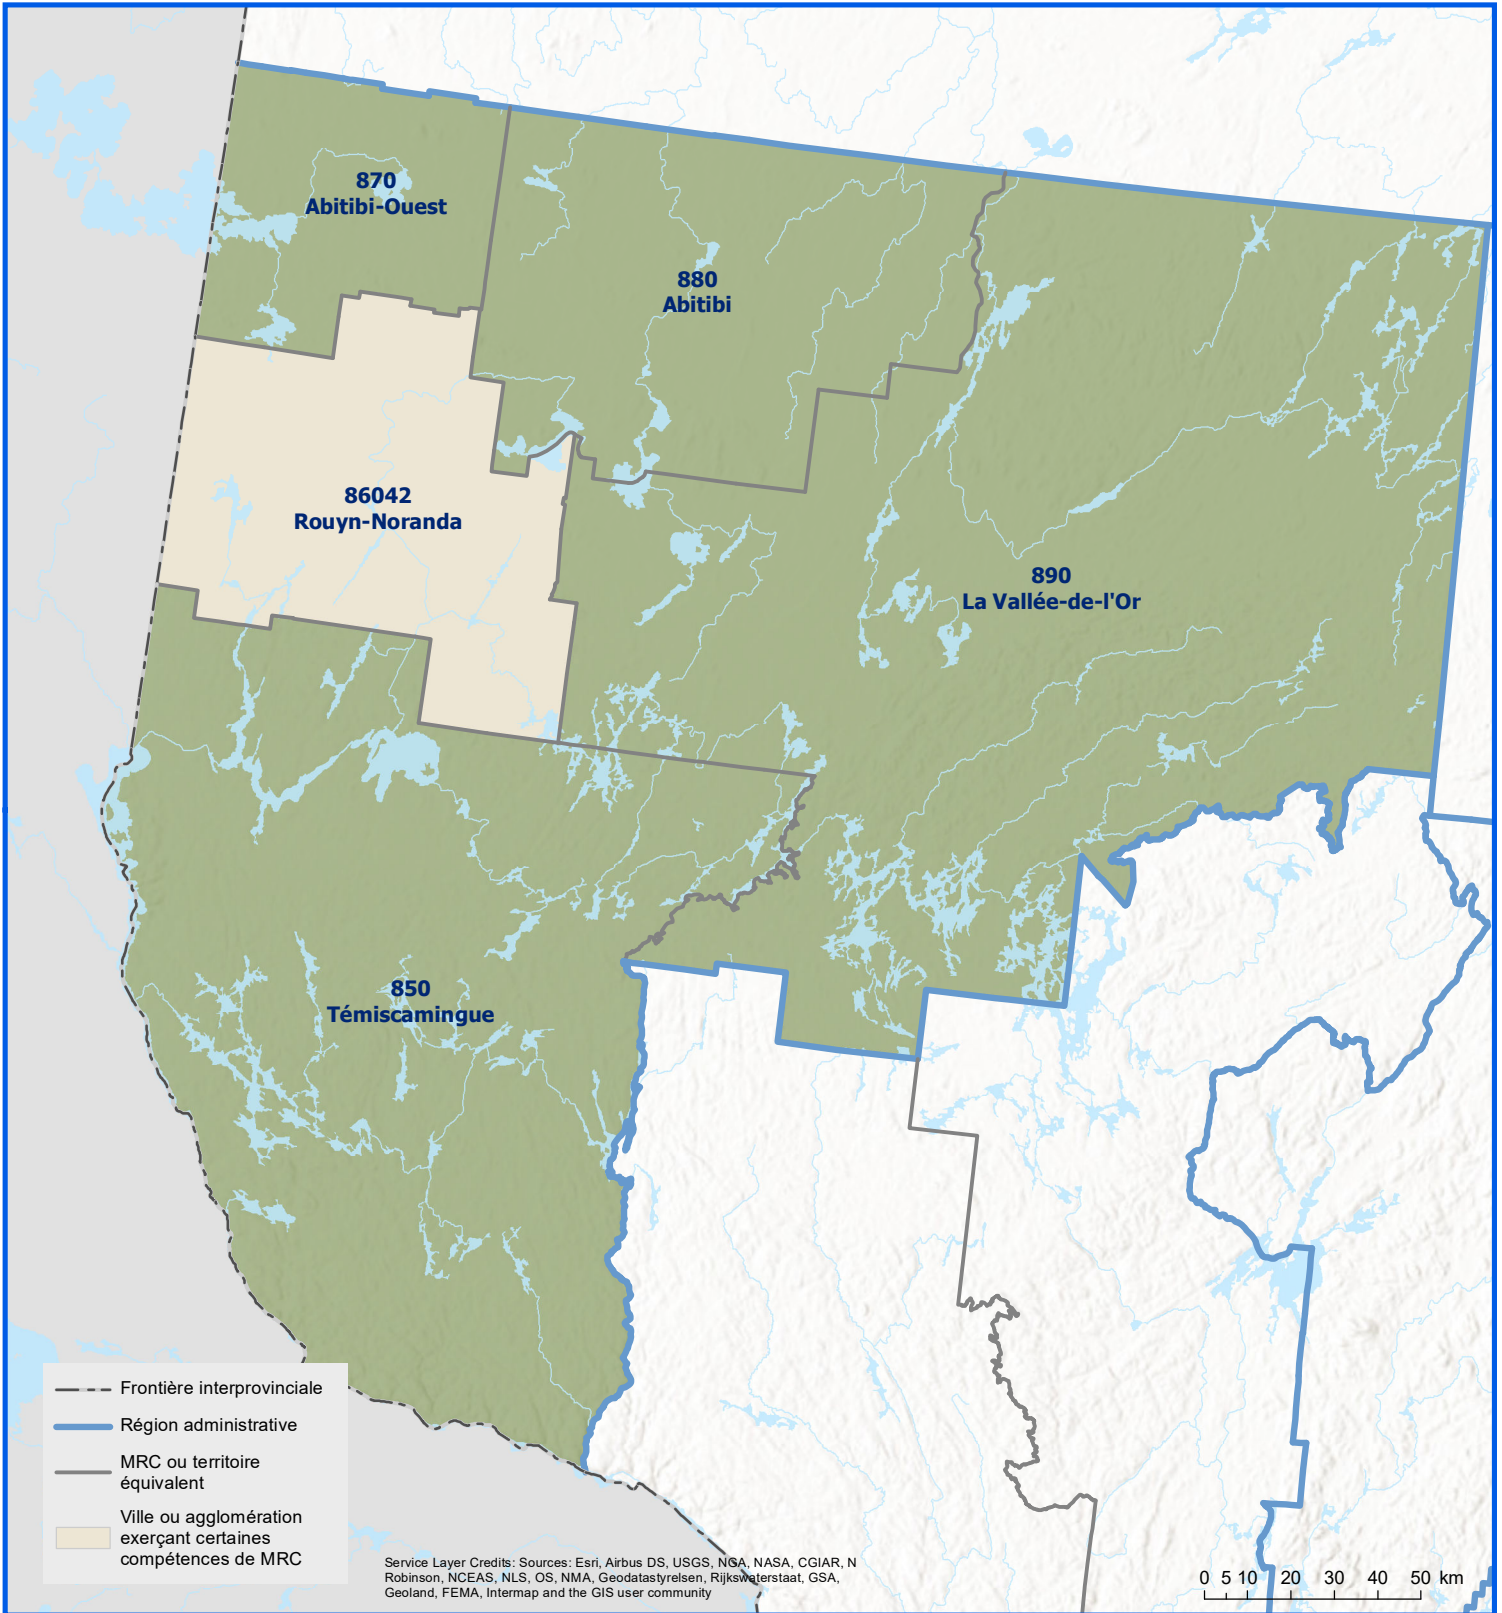 870
Abitibi-Ouest
880
Abitibi
86042
Rouyn-Noranda
890
La Vallée-de-l'Or
850
Témiscamingue
Frontière interprovinciale
Région administrative
MRC ou territoire
équivalent
Ville ou agglomération
exerçant certaines
compétences de MRC
Service Layer Credits: Sources: Esri, Airbus DS, USGS, NGA, NASA, CGIAR, N
Robinson, NCEAS, NLS, OS, NMA, Geodatastyrelsen, Rijkswaterstaat, GSA,
Geoland, FEMA, Intermap and the GIS user community
0 5 10 20 30 40 50 km